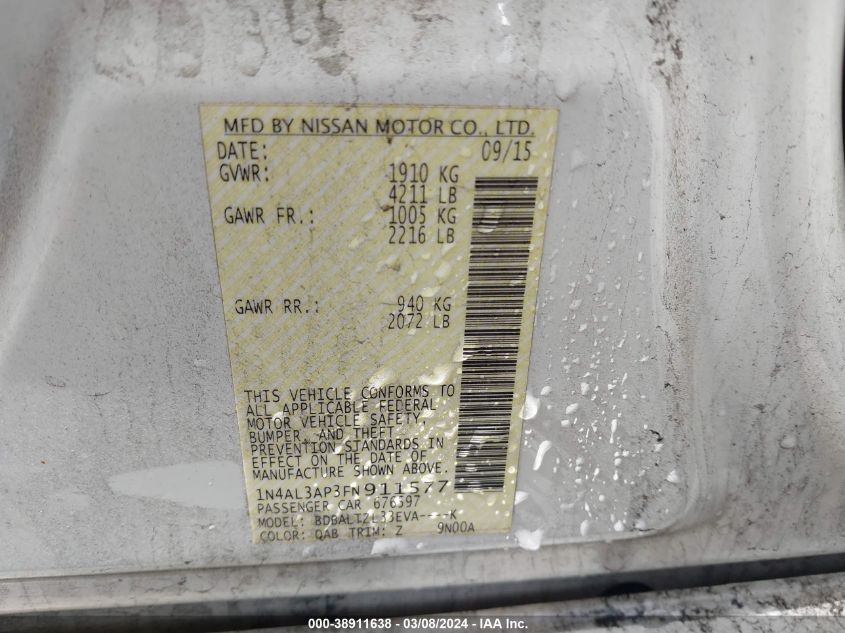 MFD BY NISSAN MOTOR CO., LTD.
DATE: 09/15
GVWR: 1910 KG
4211 LB
GAWR FR.: 1005 KG
2216 LB
GAWR RR.: 940 KG
2072 LB
THIS VEHICLE CONFORMS TO
ALL APPLICABLE FEDERAL
MOTOR VEHICLE SAFETY,
BUMPER, AND THEFT
PREVENTION STANDARDS IN
EFFECT ON THE DATE OF
MANUFACTURE SHOWN ABOVE.
1N4AL3AP3FN911577
PASSENGER CAR 676397
MODEL: BDBALTZL33EVA----K
COLOR: QAB TRIM: Z 9N00A
000-38911638 | 03/08/2024 - IAA Inc.